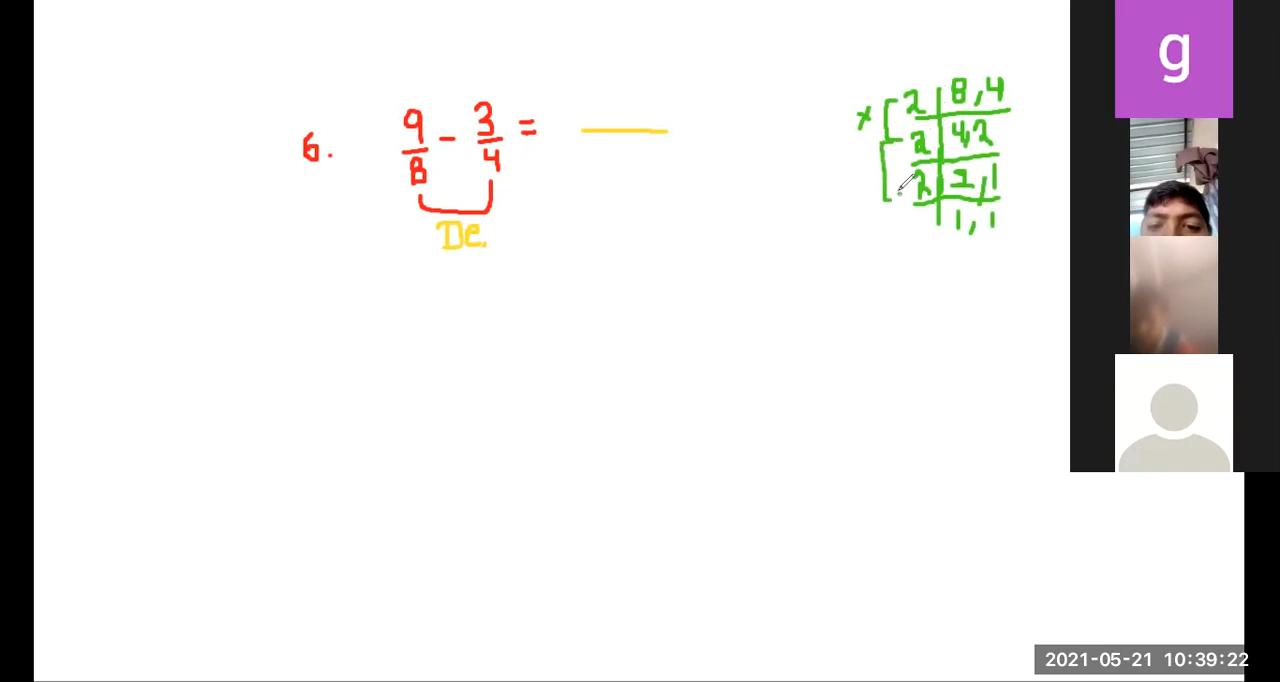 6. 9/8 - 3/4 =
De.
× 2 | 8,4
2 | 4,2
2 | 2,1
1,1
g
2021-05-21 10:39:22